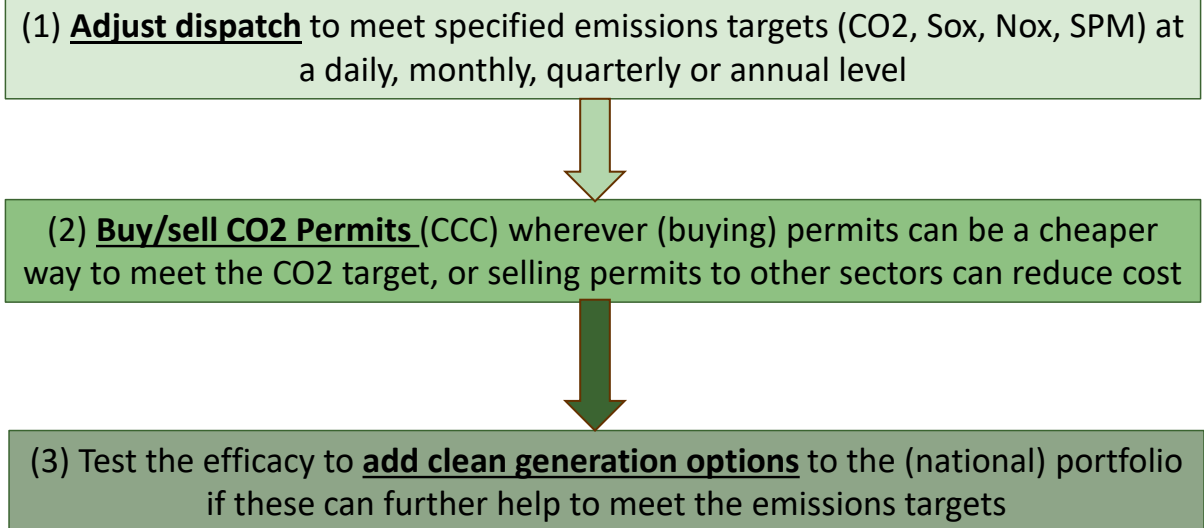 (1) Adjust dispatch to meet specified emissions targets (CO2, Sox, Nox, SPM) at
a daily, monthly, quarterly or annual level
(2) Buy/sell CO2 Permits (CCC) wherever (buying) permits can be a cheaper
way to meet the CO2 target, or selling permits to other sectors can reduce cost
(3) Test the efficacy to add clean generation options to the (national) portfolio
if these can further help to meet the emissions targets